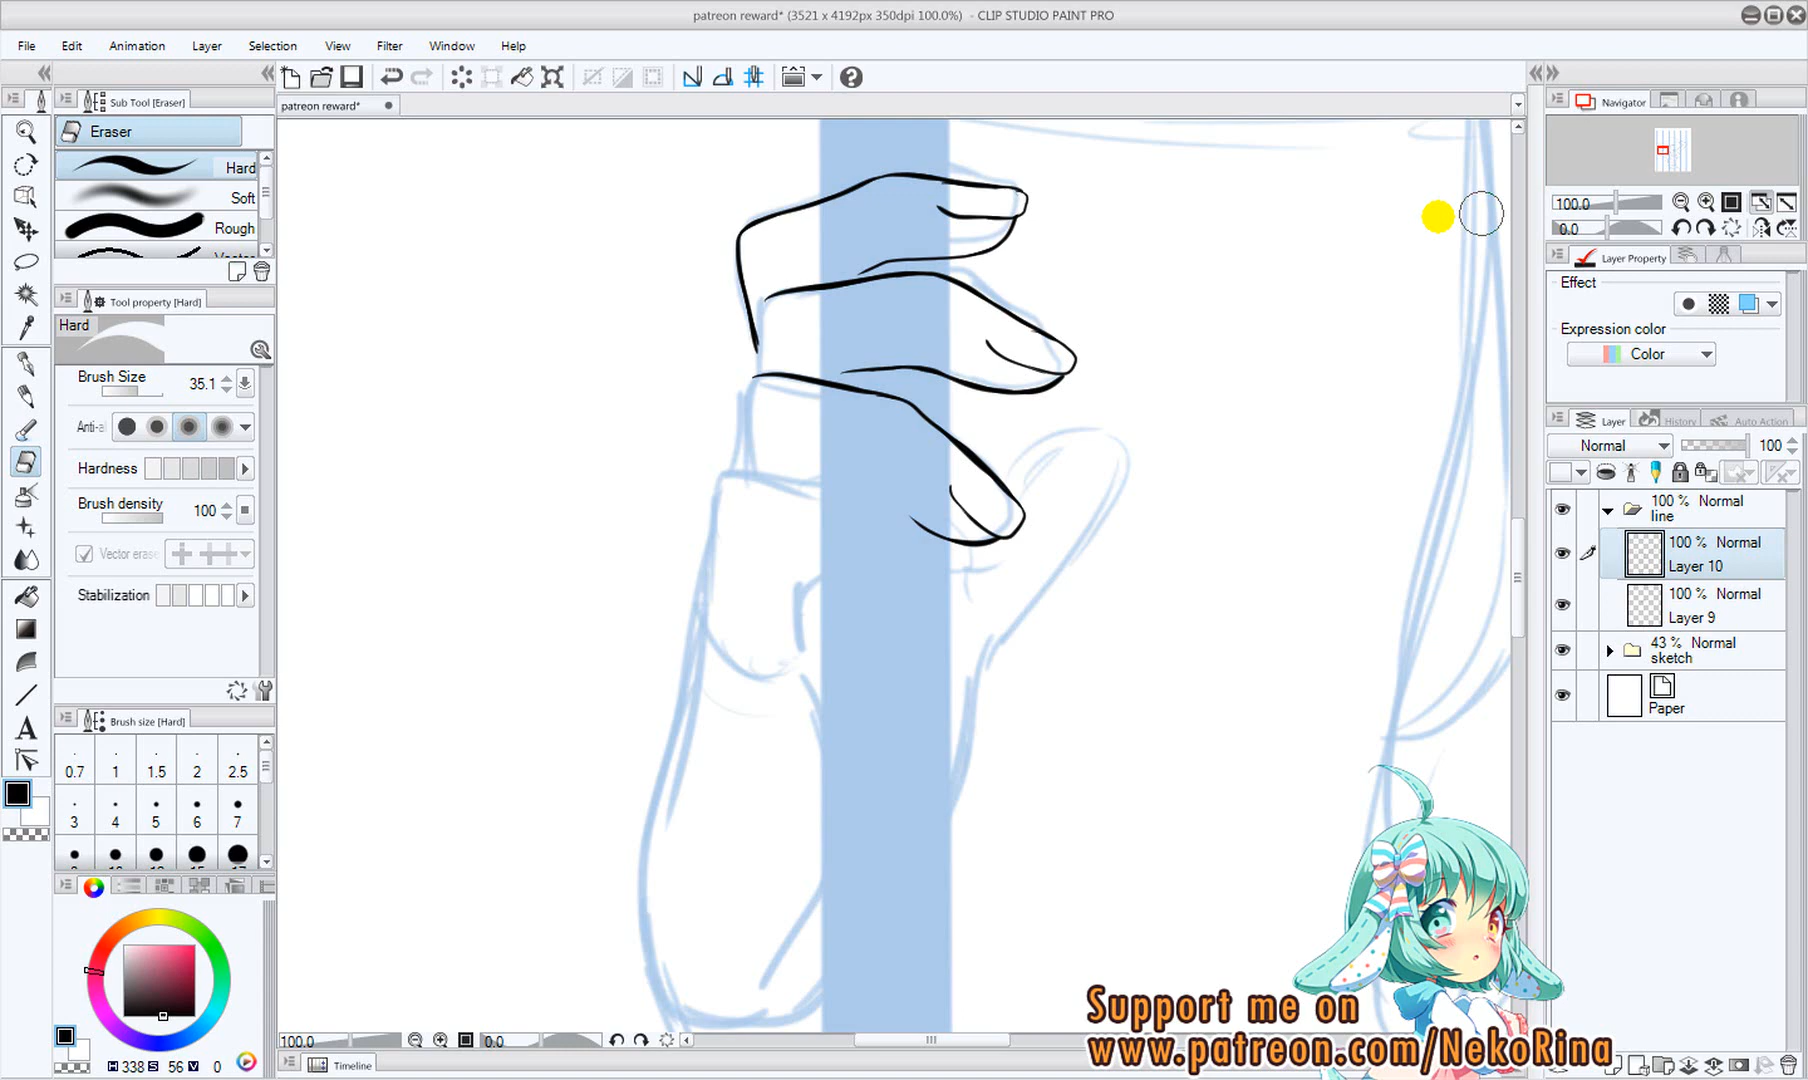 patreon reward* (3521 x 4192px 350dpi 100.0%) - CLIP STUDIO PAINT PRO
File Edit Animation Layer Selection View Filter Window Help
Sub Tool [Eraser]
patreon reward*
Navigator
Eraser
Hard
Soft
Rough
100.0
0.0
Layer Property
Tool property [Hard]
Effect
Hard
Expression color
Color
Brush Size 35.1
Anti-a
Layer History Auto Action
Normal 100
Hardness
Brush density 100
100 % Normal
line
Vector erase
100 % Normal
Layer 10
Stabilization
100 % Normal
Layer 9
43 % Normal
sketch
Paper
Brush size [Hard]
0.7 1 1.5 2 2.5
3 4 5 6 7
A
Support me on
www.patreon.com/NekoRina
100.0 0.0
Timeline
H 338 S 56 V 0